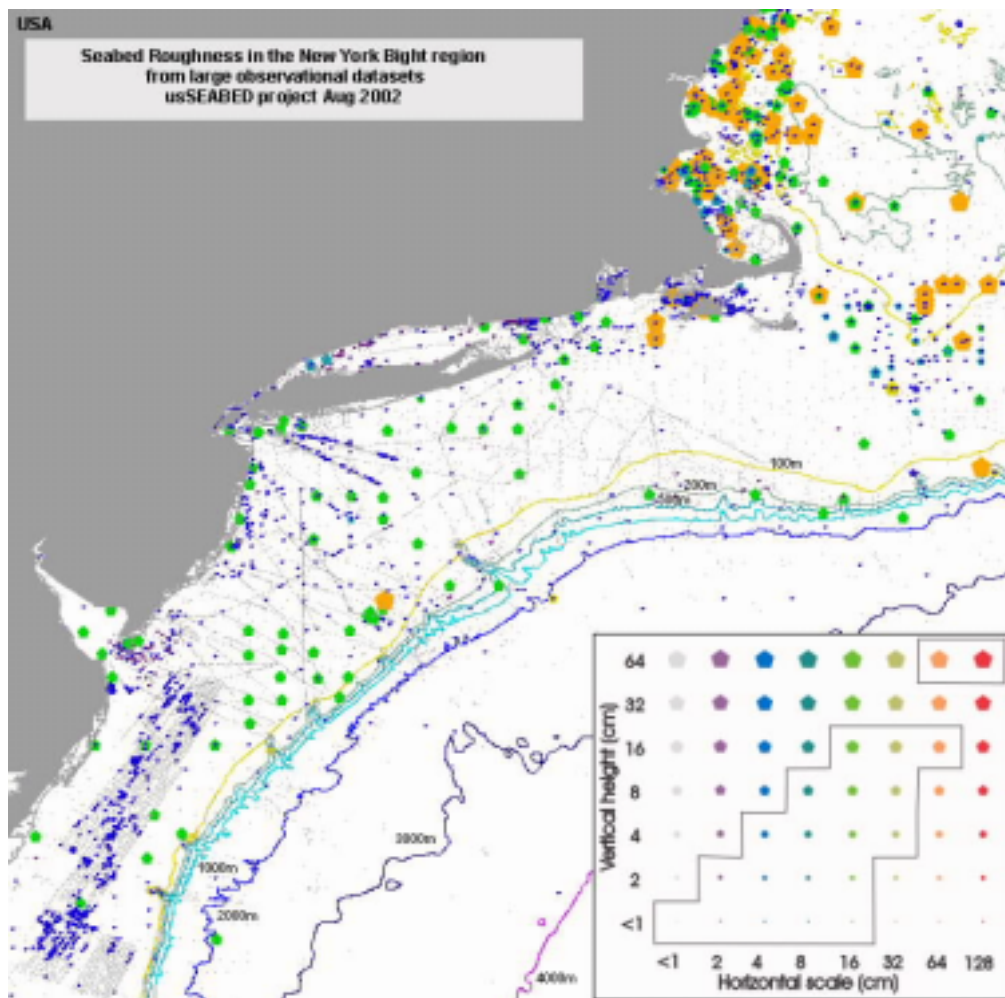 USA
Seabed Roughness in the New York Bight region
from large observational datasets
usSEABED project Aug 2002
100m
-200m
-500m
1000m
2000m
3000m
4000m
Vertical height (cm)
64
32
16
8
4
2
<1
<1 2 4 8 16 32 64 128
Horizontal scale (cm)